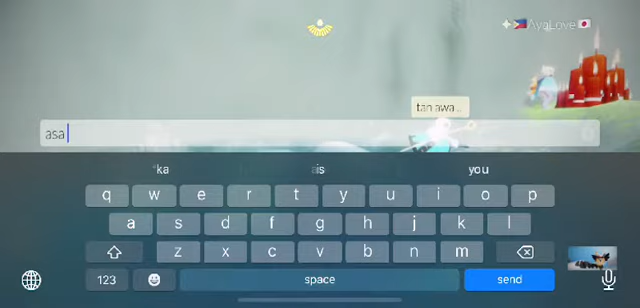 AyaLove
tan awa...
asa
ka is you
q w e r t y u i o p
a s d f g h j k l
z x c v b n m
123 space send